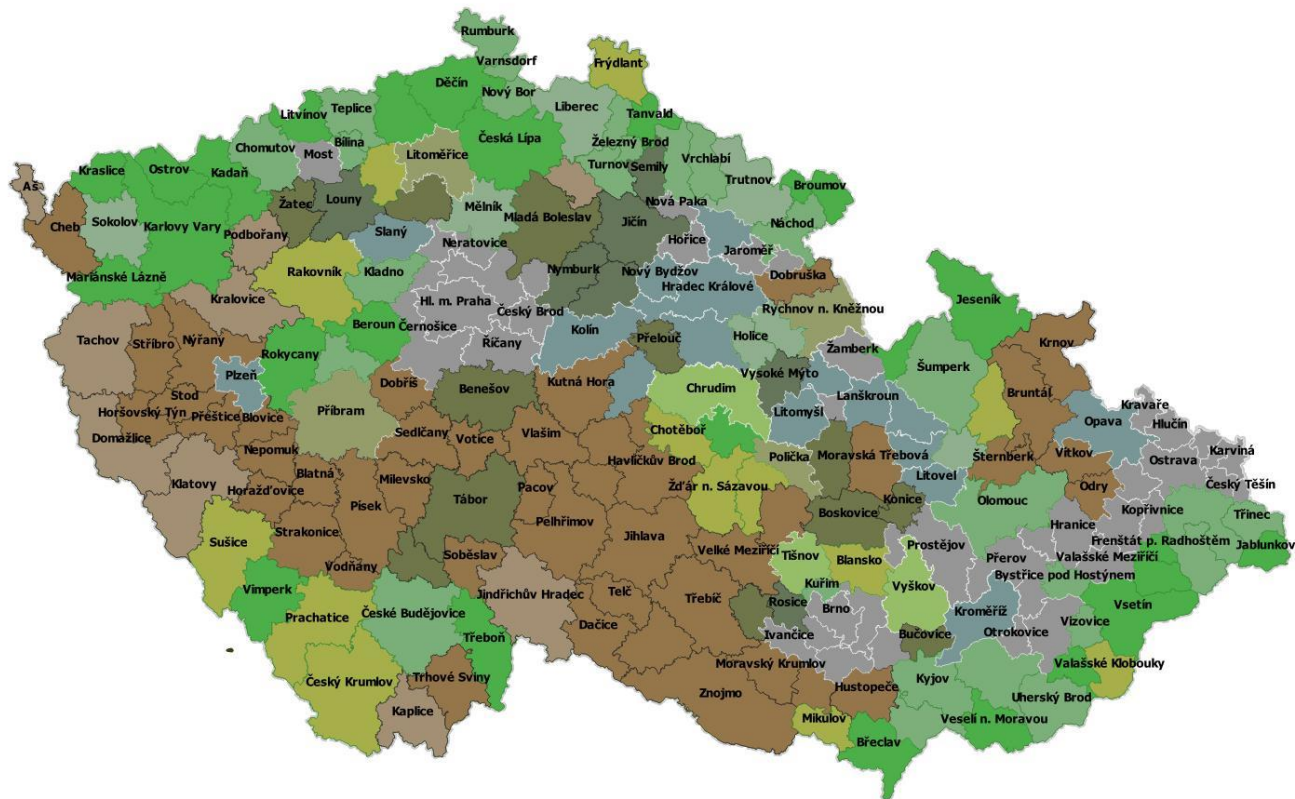 Rumburk
Varnsdorf
Frýdlant
Děčín
Nový Bor
Liberec
Litvínov
Teplice
Tanvald
Česká Lípa
Železný Brod
Chomutov
Bílina
Most
Litoměřice
Turnov
Semily
Vrchlabí
Kraslice
Ostrov
Kadaň
Trutnov
Broumov
Aš
Žatec
Louny
Mělník
Mladá Boleslav
Jičín
Nová Paka
Sokolov
Cheb
Karlovy Vary
Podbořany
Slaný
Neratovice
Hořice
Jaroměř
Náchod
Mariánské Lázně
Rakovník
Kladno
Nymburk
Nový Bydžov
Dobruška
Hradec Králové
Kralovice
Hl. m. Praha
Český Brod
Rychnov n. Kněžnou
Jeseník
Tachov
Stříbro
Nýřany
Beroun
Černošice
Kolín
Přelouč
Holice
Rokycany
Říčany
Žamberk
Šumperk
Krnov
Plzeň
Dobříš
Benešov
Kutná Hora
Chrudim
Vysoké Mýto
Lanškroun
Bruntál
Stod
Horšovský Týn
Přeštice
Blovice
Příbram
Litomyšl
Opava
Kravaře
Hlučín
Domažlice
Sedlčany
Votice
Vlašim
Chotěboř
Nepomuk
Havlíčkův Brod
Polička
Moravská Třebová
Šternberk
Vítkov
Ostrava
Karviná
Klatovy
Blatná
Horažďovice
Milevsko
Tábor
Pacov
Žďár n. Sázavou
Konice
Litovel
Olomouc
Odry
Český Těšín
Písek
Pelhřimov
Boskovice
Kopřivnice
Třinec
Sušice
Strakonice
Jihlava
Hranice
Frenštát p. Radhoštěm
Jablunkov
Soběslav
Velké Meziříčí
Tišnov
Blansko
Prostějov
Přerov
Valašské Meziříčí
Vodňany
Kuřim
Vyškov
Bystřice pod Hostýnem
Vimperk
Jindřichův Hradec
Telč
Třebíč
Rosice
Brno
Kroměříž
Vsetín
Prachatice
České Budějovice
Dačice
Ivančice
Bučovice
Otrokovice
Vizovice
Třeboň
Moravský Krumlov
Valašské Klobouky
Český Krumlov
Trhové Sviny
Hustopeče
Kyjov
Uherský Brod
Kaplice
Znojmo
Mikulov
Veselí n. Moravou
Břeclav